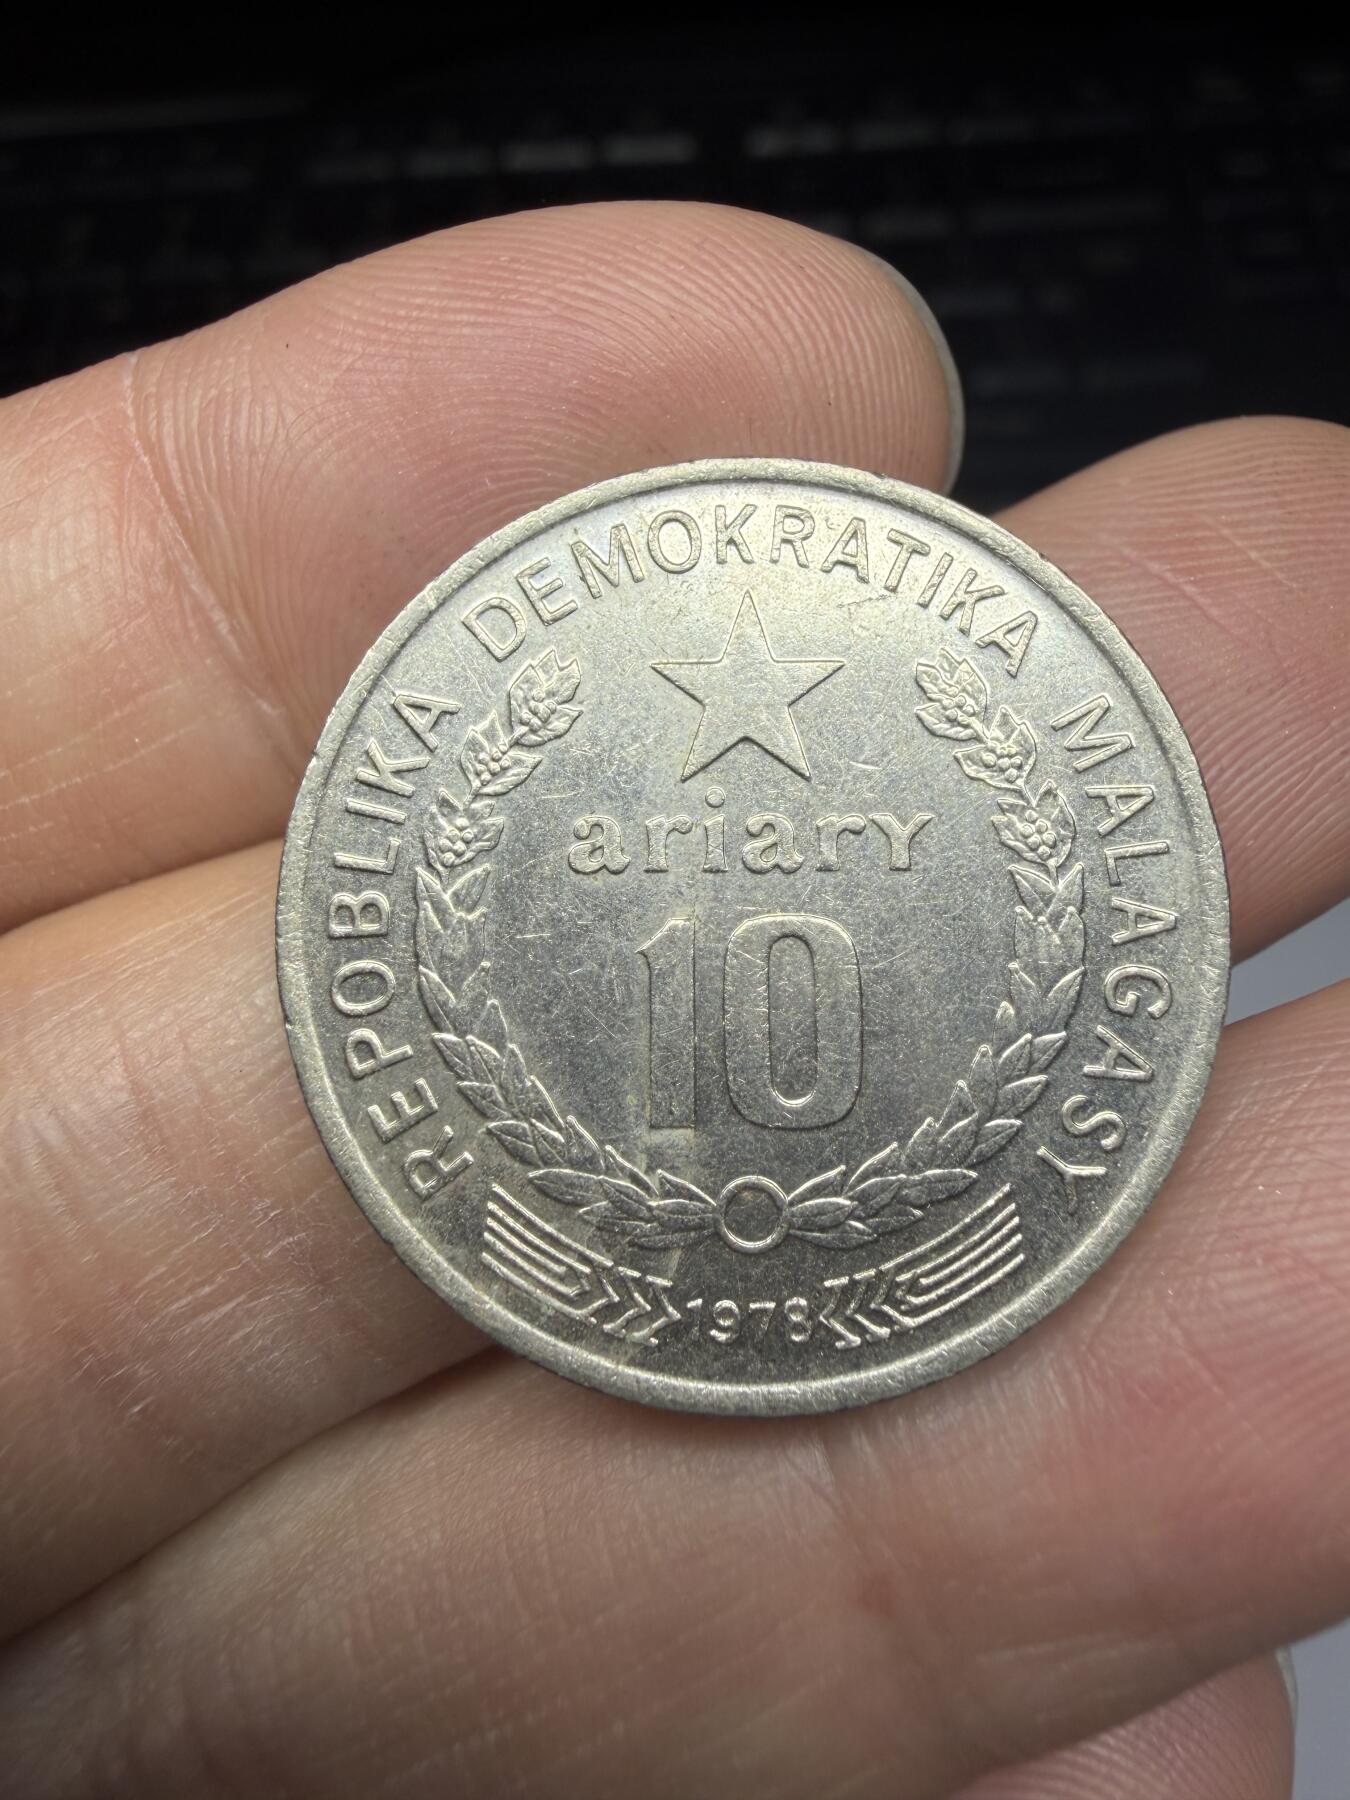 REPOBLIKA DEMOKRATIKA MALAGASY
ariary
10
1978